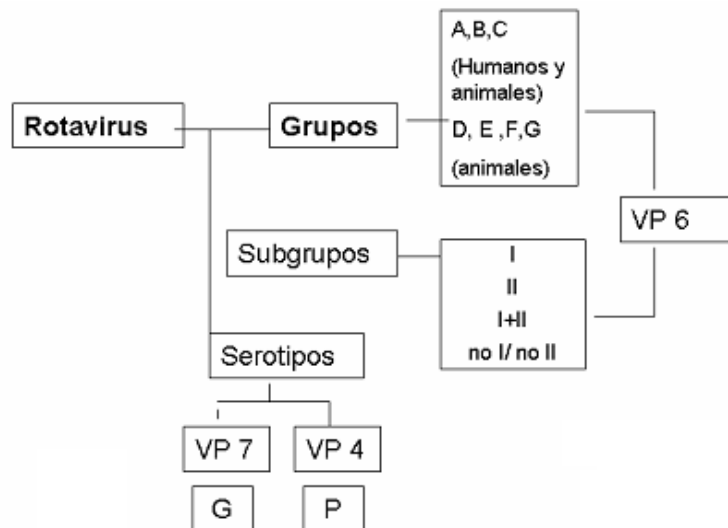 Rotavirus
Grupos
A,B,C
(Humanos y
animales)
D, E ,F,G
(animales)
VP 6
Subgrupos
I
II
I+II
no I/ no II
Serotipos
VP 7
VP 4
G
P